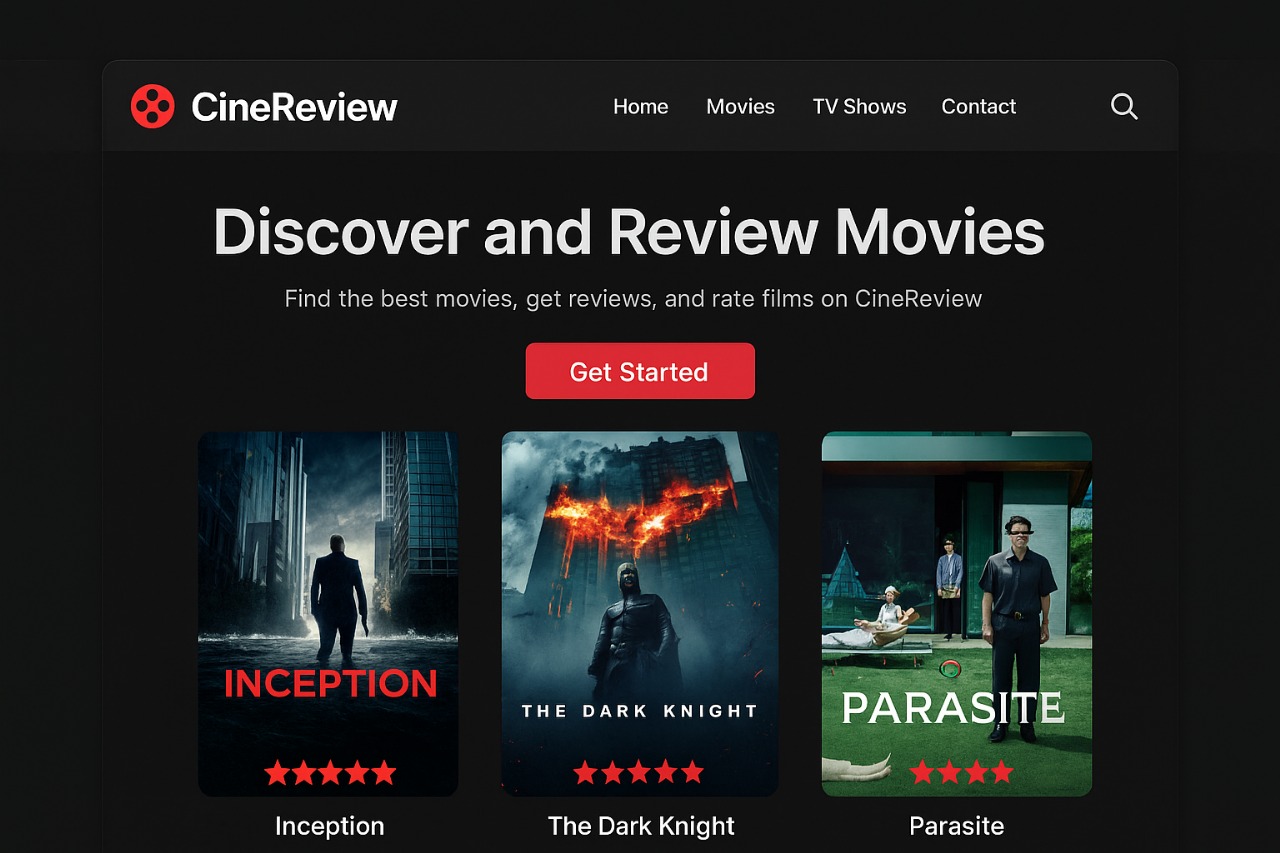 CineReview
Home Movies TV Shows Contact
Discover and Review Movies
Find the best movies, get reviews, and rate films on CineReview
Get Started
INCEPTION
THE DARK KNIGHT
PARASITE
Inception
The Dark Knight
Parasite